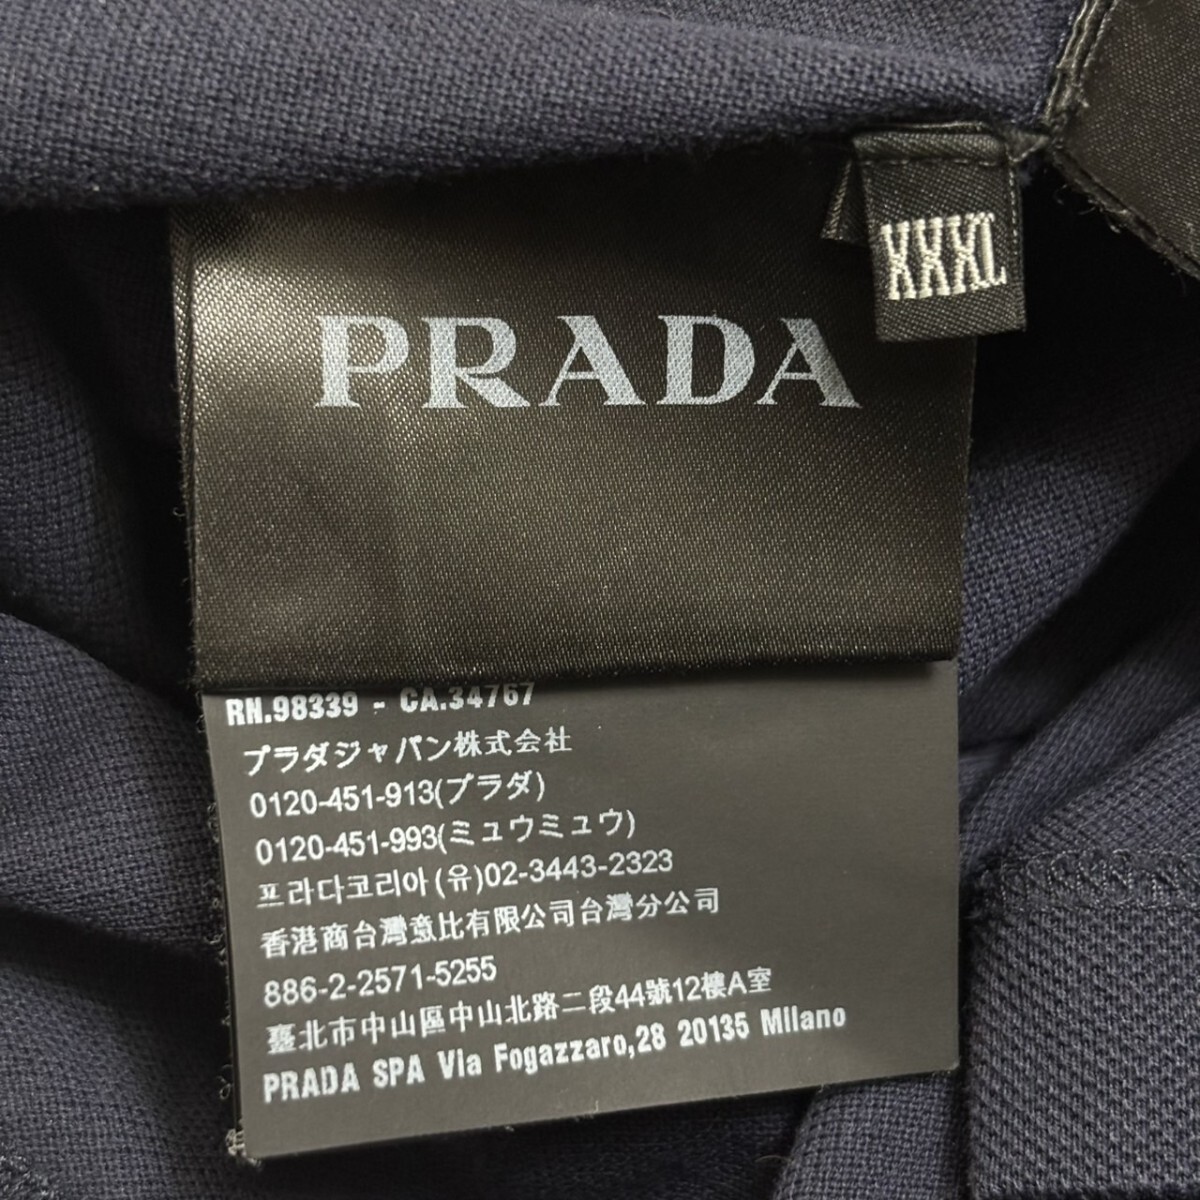 XXXL
PRADA
RN.98339 - CA.34767
プラダジャパン株式会社
0120-451-913(プラダ)
0120-451-993(ミュウミュウ)
프라다코리아(유)02-3443-2323
香港商台灣意比有限公司台灣分公司
886-2-2571-5255
臺北市中山區中山北路二段44號12樓A室
PRADA SPA Via Fogazzaro,28 20135 Milano